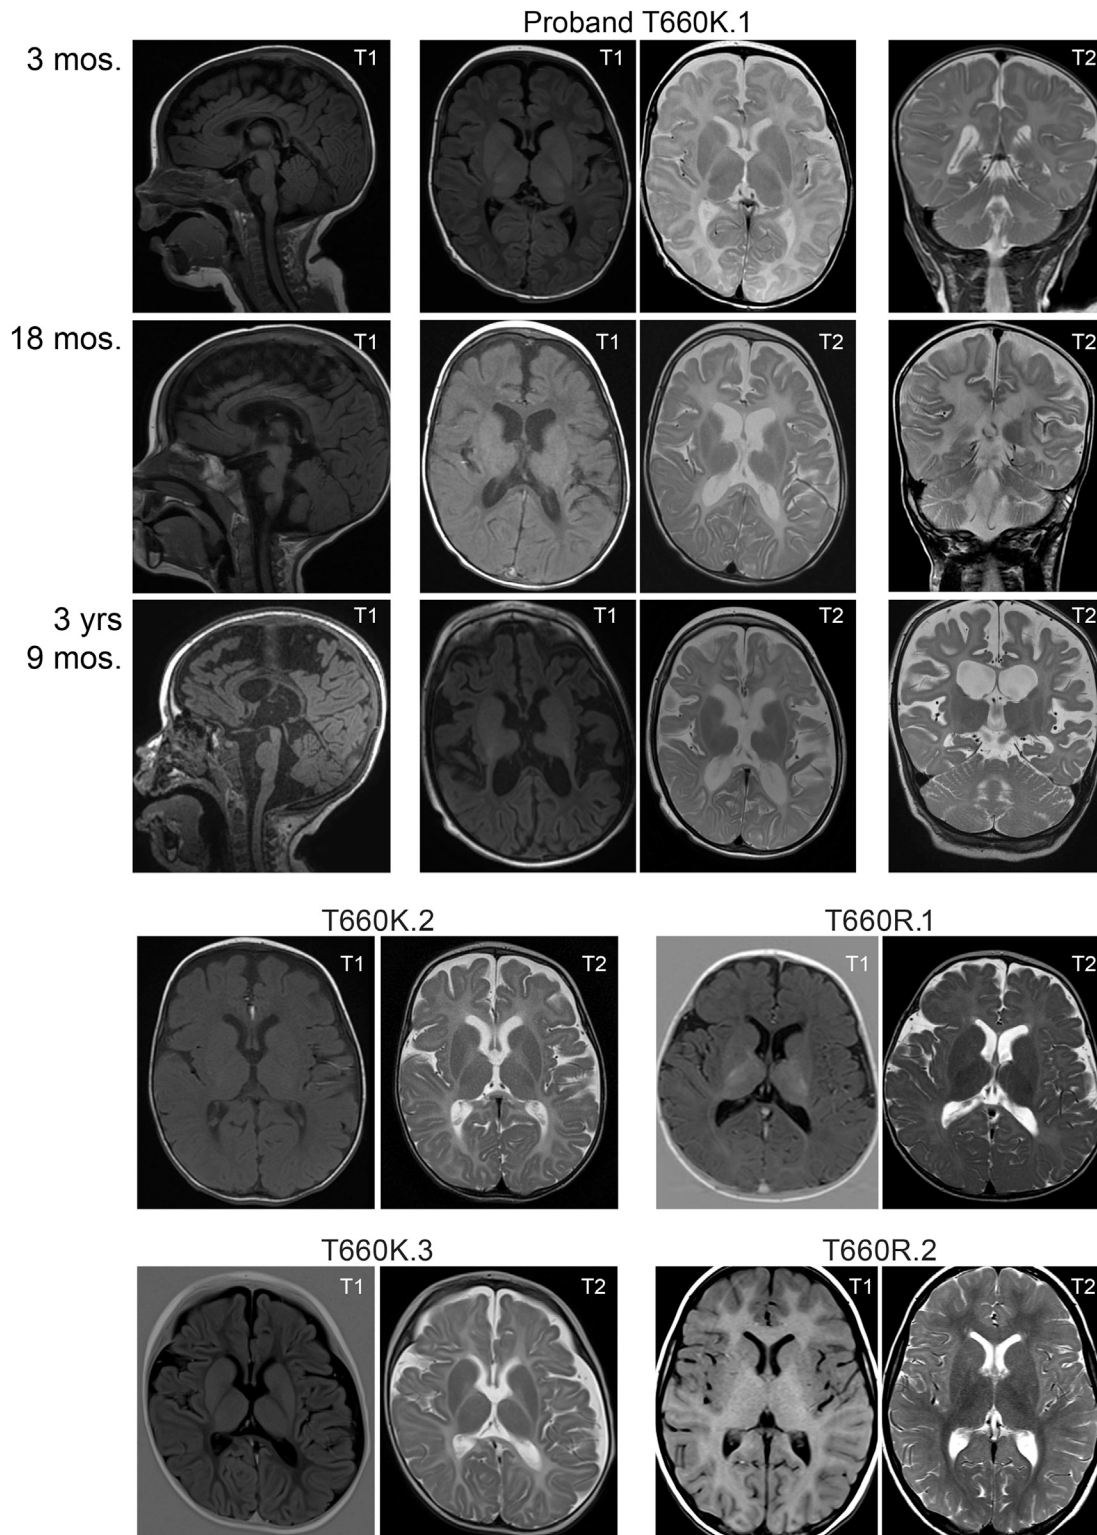 Proband T660K.1
3 mos.
T1
T1
T2
18 mos.
T1
T1
T2
T2
3 yrs
9 mos.
T1
T1
T2
T2
T660K.2
T660R.1
T1
T2
T1
T2
T660K.3
T660R.2
T1
T2
T1
T2